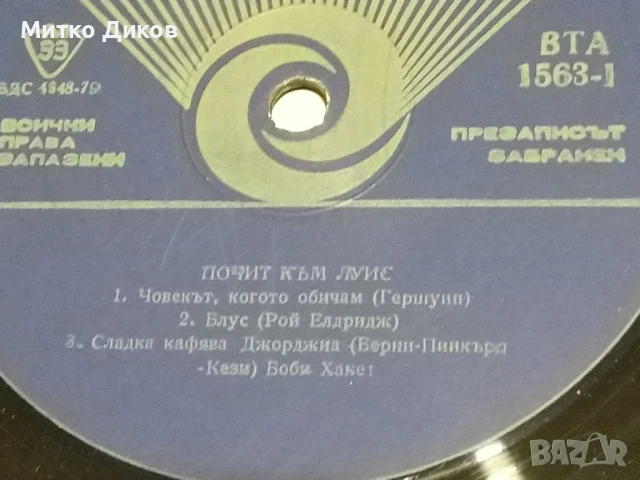 Митко Диков
33
БДС 4848-79
ВСИЧКИ
ПРАВА
ЗАПАЗЕНИ
ВТА
1563-I
ПРЕЗАПИСЪТ
ЗАБРАНЕН
ПОЧИТ КЪМ ЛУИС
1. Човекът, когото обичам (Гершуин)
2. Блус (Рой Елдридж)
3. Сладка кафява Джорджиа (Берни-Пинкърд
-Кези) Боби Хакет
BAZAR